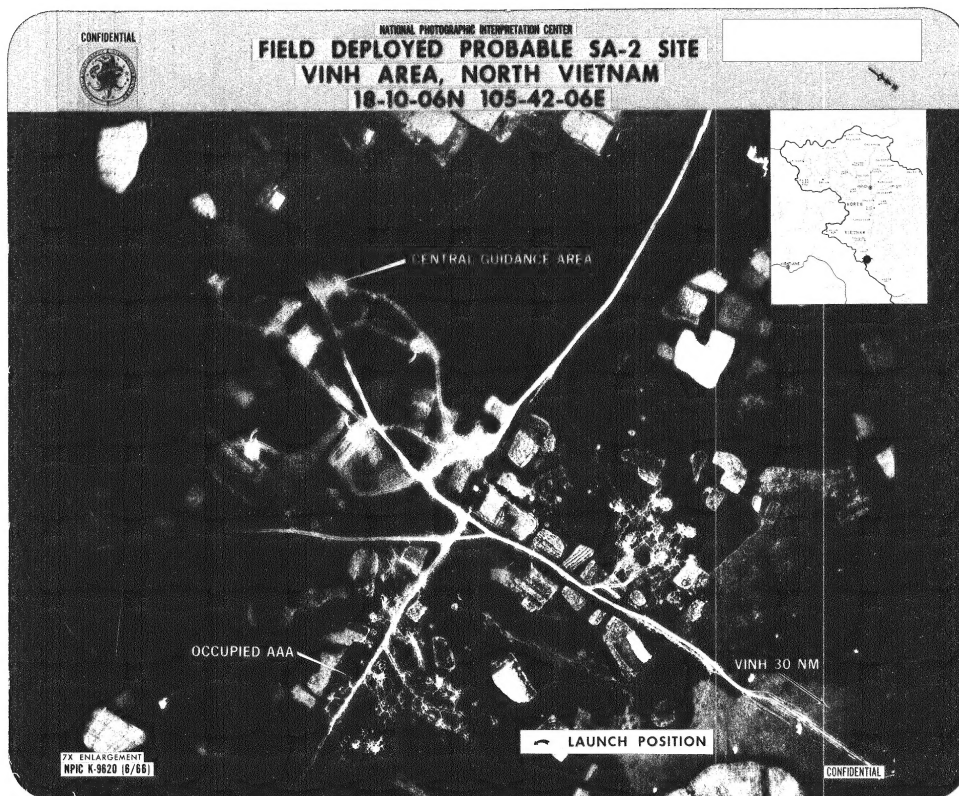 NATIONAL PHOTOGRAPHIC INTERPRETATION CENTER
CONFIDENTIAL
FIELD DEPLOYED PROBABLE SA-2 SITE
VINH AREA, NORTH VIETNAM
18-10-06N 105-42-06E
NORTH
VIETNAM
CENTRAL GUIDANCE AREA
OCCUPIED AAA
VINH 30 NM
LAUNCH POSITION
7X ENLARGEMENT
NPIC K-9620 (6/66)
CONFIDENTIAL